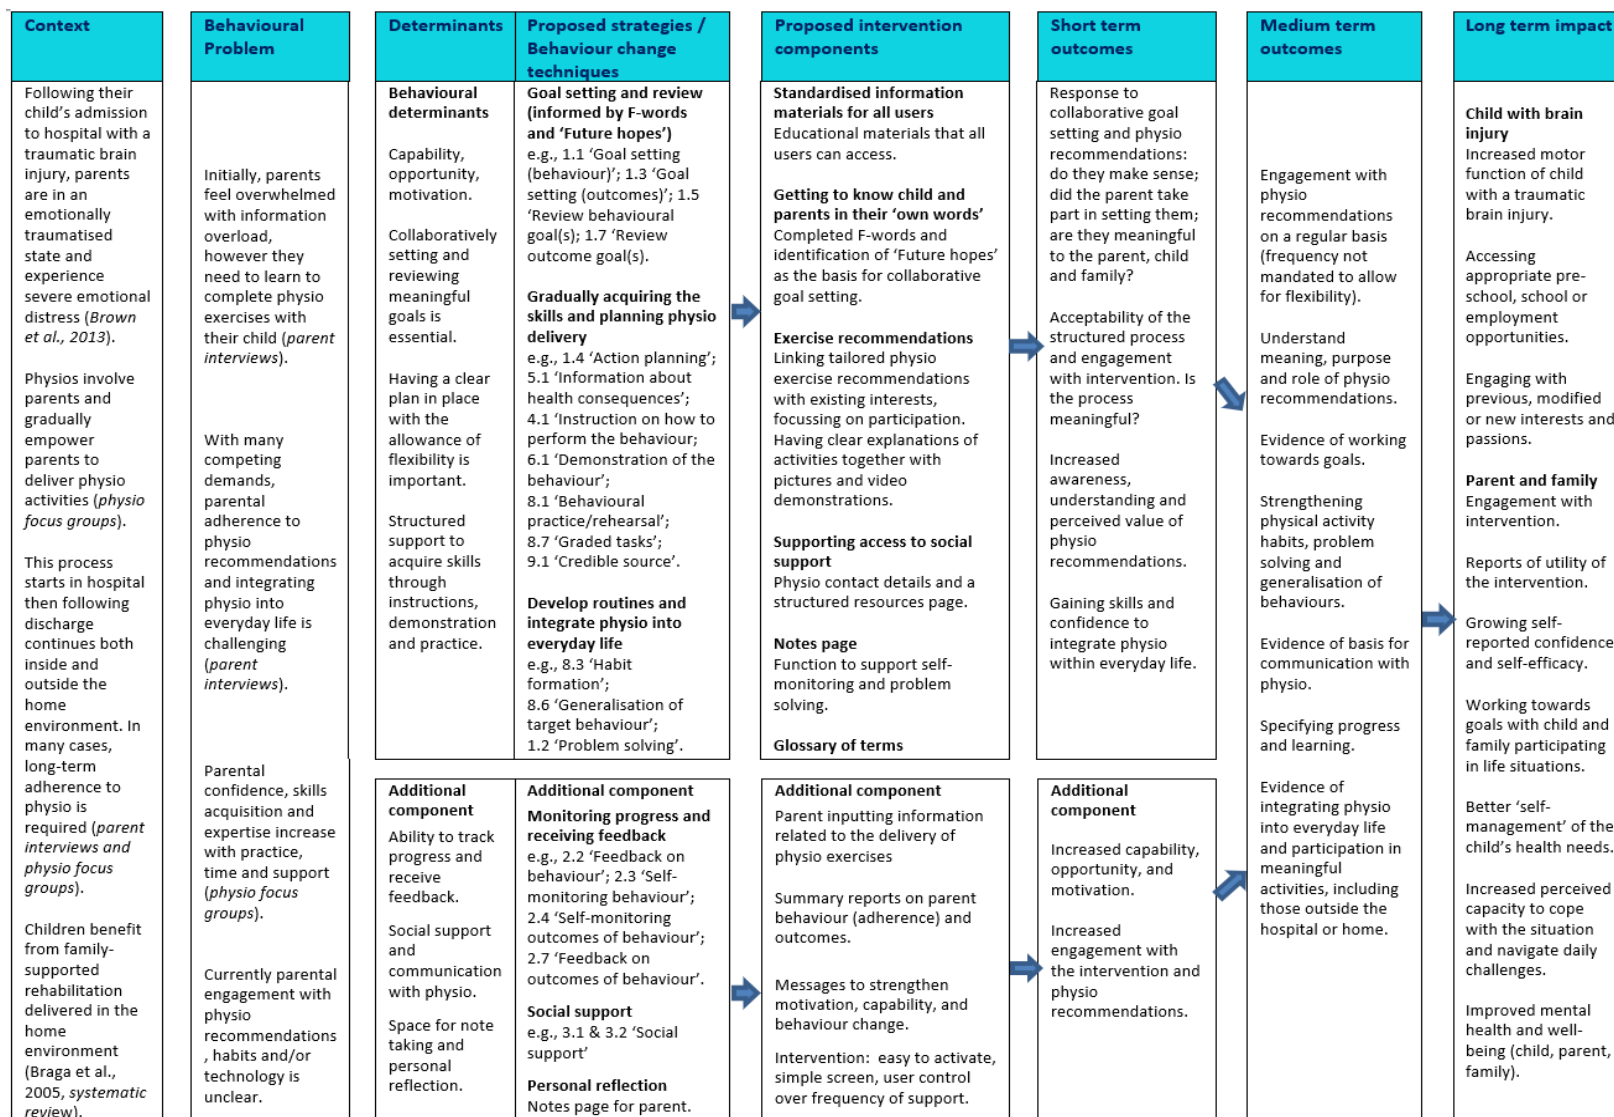 Context
Following their
child's admission
to hospital with a
traumatic brain
injury, parents
are in an
emotionally
traumatised
state and
experience
severe emotional
distress (Brown
et al., 2013).
Physios involve
parents and
gradually
empower
parents to
deliver physio
activities (physio
focus groups).
This process
starts in hospital
then following
discharge
continues both
inside and
outside the
home
environment. In
many cases,
long-term
adherence to
physio is
required (parent
interviews and
physio focus
groups).
Children benefit
from family-
supported
rehabilitation
delivered in the
home
environment
(Braga et al.,
2005, systematic
review).
Behavioural
Problem
Initially, parents
feel overwhelmed
with information
overload,
however they
need to learn to
complete physio
exercises with
their child (parent
interviews).
With many
competing
demands,
parental
adherence to
physio
recommendations
and integrating
physio into
everyday life is
challenging
(parent
interviews).
Parental
confidence, skills
acquisition and
expertise increase
with practice,
time and support
(physio focus
groups).
Currently parental
engagement with
physio
recommendations
, habits and/or
technology is
unclear.
Determinants
Behavioural
determinants
Capability,
opportunity,
motivation.
Collaboratively
setting and
reviewing
meaningful
goals is
essential.
Having a clear
plan in place
with the
allowance of
flexibility is
important.
Structured
support to
acquire skills
through
instructions,
demonstration
and practice.
Additional
component
Ability to track
progress and
receive
feedback.
Social support
and
communication
with physio.
Space for note
taking and
personal
reflection.
Proposed strategies /
Behaviour change
techniques
Goal setting and review
(informed by F-words
and 'Future hopes')
e.g., 1.1 'Goal setting
(behaviour)'; 1.3 'Goal
setting (outcomes)'; 1.5
'Review behavioural
goal(s); 1.7 'Review
outcome goal(s).
Gradually acquiring the
skills and planning physio
delivery
e.g., 1.4 'Action planning';
5.1 'Information about
health consequences';
4.1 'Instruction on how to
perform the behaviour;
6.1 'Demonstration of the
behaviour';
8.1 'Behavioural
practice/rehearsal';
8.7 'Graded tasks';
9.1 'Credible source'.
Develop routines and
integrate physio into
everyday life
e.g., 8.3 'Habit
formation';
8.6 'Generalisation of
target behaviour';
1.2 'Problem solving'.
Additional component
Monitoring progress and
receiving feedback
e.g., 2.2 'Feedback on
behaviour'; 2.3 'Self-
monitoring behaviour';
2.4 'Self-monitoring
outcomes of behaviour';
2.7 'Feedback on
outcomes of behaviour'.
Social support
e.g., 3.1 & 3.2 'Social
support'
Personal reflection
Notes page for parent.
Proposed intervention
components
Standardised information
materials for all users
Educational materials that all
users can access.
Getting to know child and
parents in their 'own words'
Completed F-words and
identification of 'Future hopes'
as the basis for collaborative
goal setting.
Exercise recommendations
Linking tailored physio
exercise recommendations
with existing interests,
focussing on participation.
Having clear explanations of
activities together with
pictures and video
demonstrations.
Supporting access to social
support
Physio contact details and a
structured resources page.
Notes page
Function to support self-
monitoring and problem
solving.
Glossary of terms
Additional component
Parent inputting information
related to the delivery of
physio exercises
Summary reports on parent
behaviour (adherence) and
outcomes.
Messages to strengthen
motivation, capability, and
behaviour change.
Intervention: easy to activate,
simple screen, user control
over frequency of support.
Short term
outcomes
Response to
collaborative goal
setting and physio
recommendations:
do they make sense;
did the parent take
part in setting them;
are they meaningful
to the parent, child
and family?
Acceptability of the
structured process
and engagement
with intervention. Is
the process
meaningful?
Increased
awareness,
understanding and
perceived value of
physio
recommendations.
Gaining skills and
confidence to
integrate physio
within everyday life.
Additional
component
Increased capability,
opportunity, and
motivation.
Increased
engagement with
the intervention and
physio
recommendations.
Medium term
outcomes
Engagement with
physio
recommendations
on a regular basis
(frequency not
mandated to allow
for flexibility).
Understand
meaning, purpose
and role of physio
recommendations.
Evidence of working
towards goals.
Strengthening
physical activity
habits, problem
solving and
generalisation of
behaviours.
Evidence of basis for
communication with
physio.
Specifying progress
and learning.
Evidence of
integrating physio
into everyday life
and participation in
meaningful
activities, including
those outside the
hospital or home.
Long term impact
Child with brain
injury
Increased motor
function of child
with a traumatic
brain injury.
Accessing
appropriate pre-
school, school or
employment
opportunities.
Engaging with
previous, modified
or new interests and
passions.
Parent and family
Engagement with
intervention.
Reports of utility of
the intervention.
Growing self-
reported confidence
and self-efficacy.
Working towards
goals with child and
family participating
in life situations.
Better 'self-
management' of the
child's health needs.
Increased perceived
capacity to cope
with the situation
and navigate daily
challenges.
Improved mental
health and well-
being (child, parent,
family).